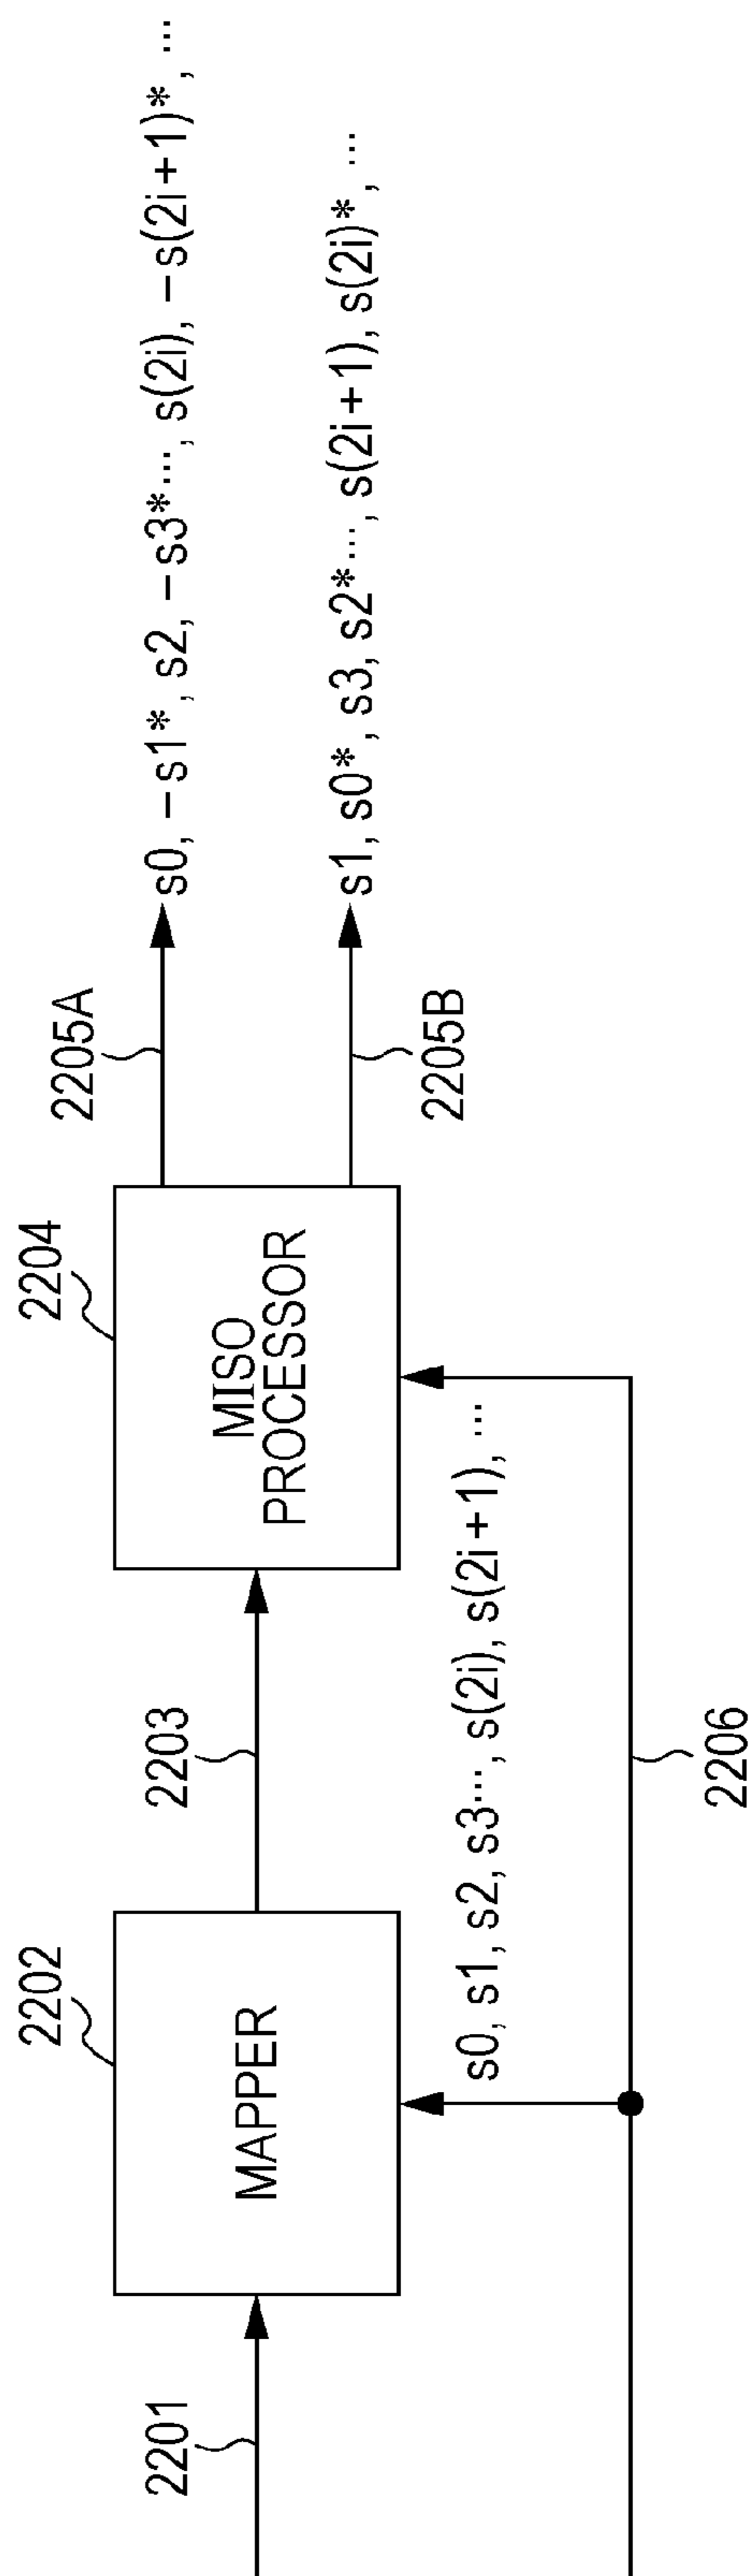 2201
2202
MAPPER
2203
s0, s1, s2, s3···, s(2i), s(2i+1), ···
2206
2204
MISO
PROCESSOR
2205A
s0, −s1*, s2, −s3*···, s(2i), −s(2i+1)*, ···
2205B
s1, s0*, s3, s2*···, s(2i+1), s(2i)*, ···